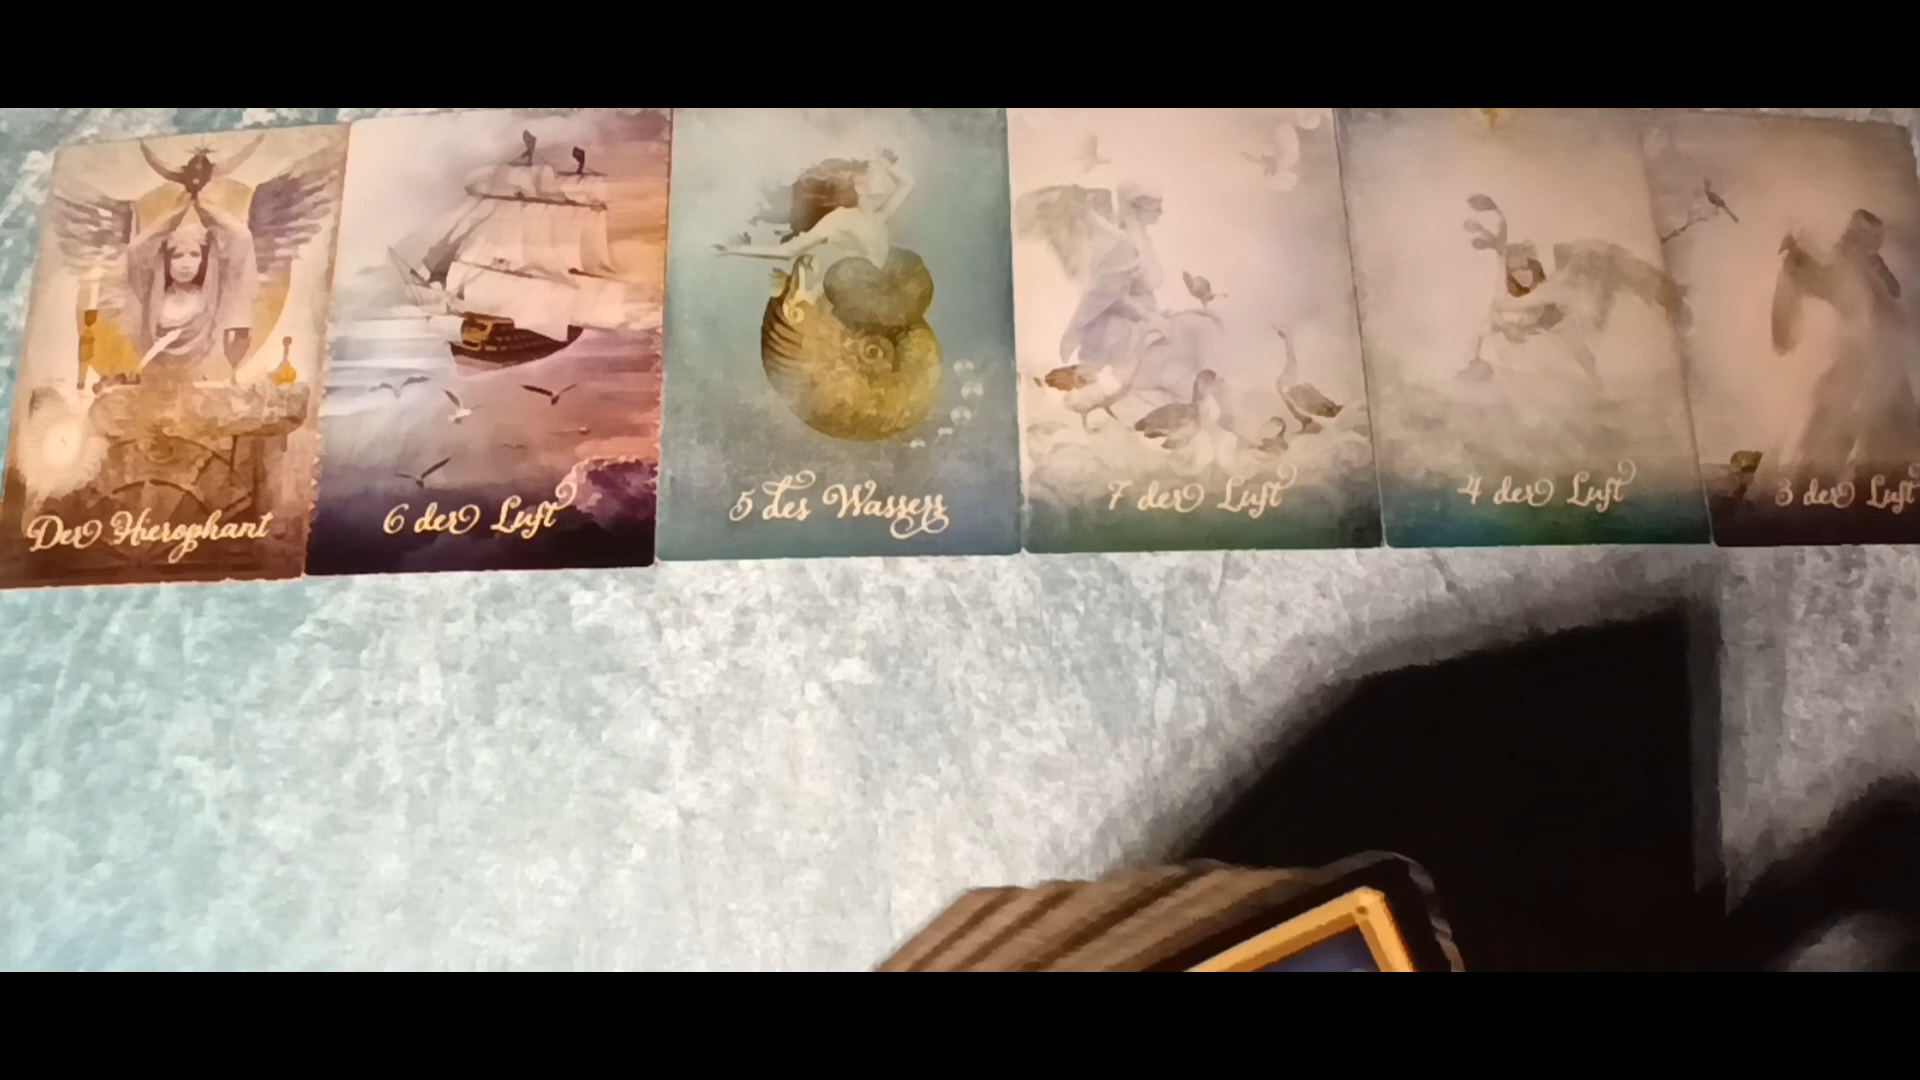 Der Hierophant
6 der Luft
5 des Wassers
7 der Luft
4 der Luft
3 der Luft